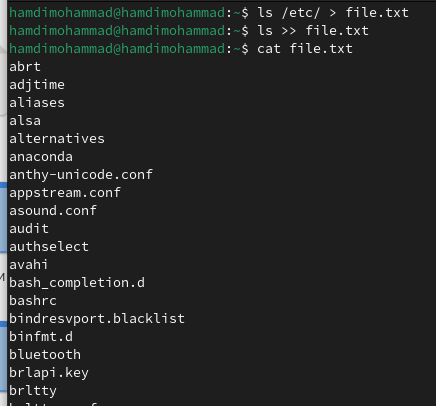 hamdimohammad@hamdimohammad:~$ ls /etc/ > file.txt
hamdimohammad@hamdimohammad:~$ ls >> file.txt
hamdimohammad@hamdimohammad:~$ cat file.txt
abrt
adjtime
aliases
alsa
alternatives
anaconda
anthy-unicode.conf
appstream.conf
asound.conf
audit
authselect
avahi
bash_completion.d
bashrc
bindresvport.blacklist
binfmt.d
bluetooth
brlapi.key
brltty